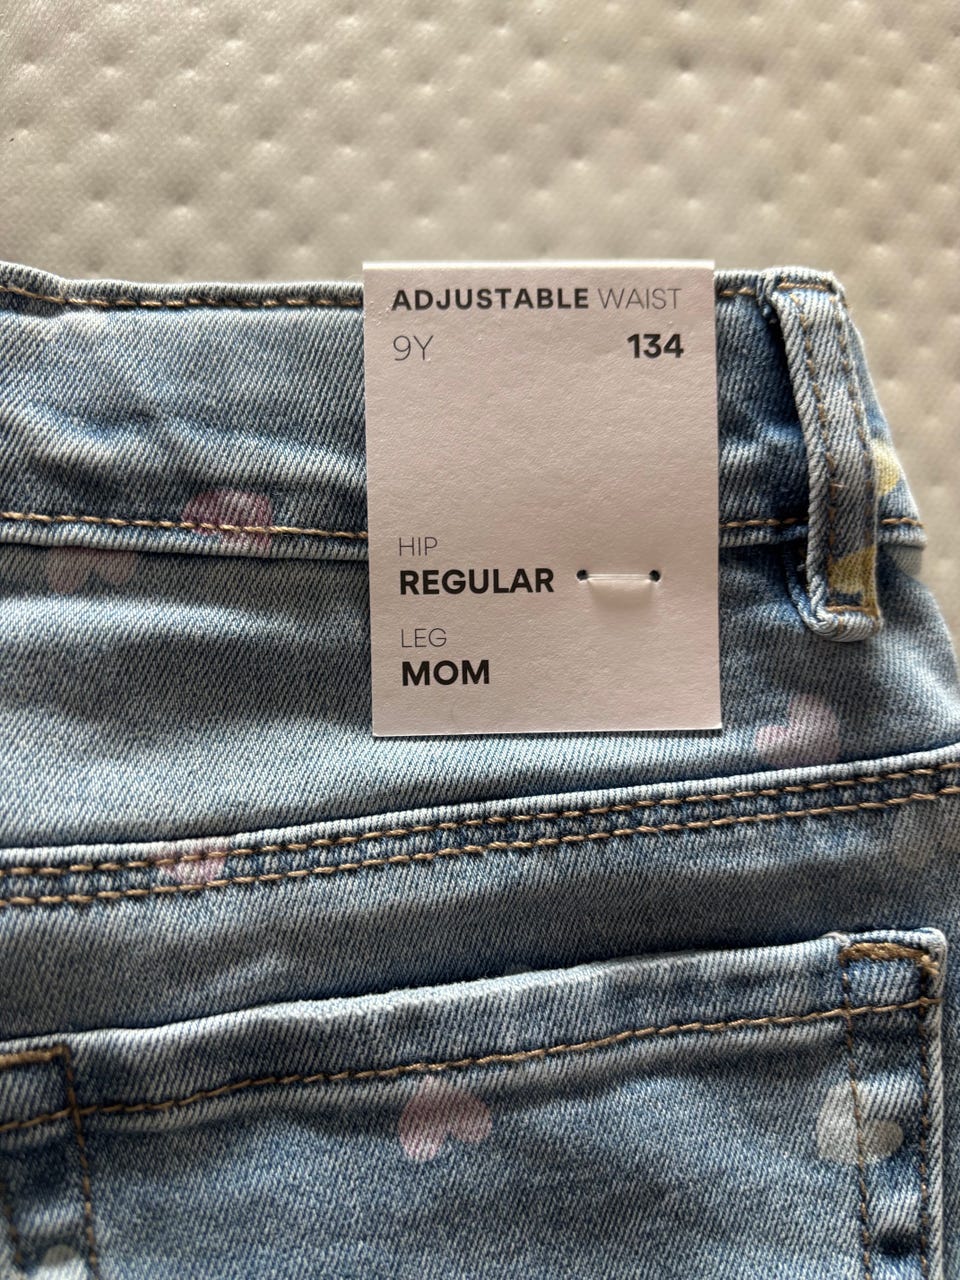 ADJUSTABLE WAIST
9Y 134
HIP
REGULAR
LEG
MOM